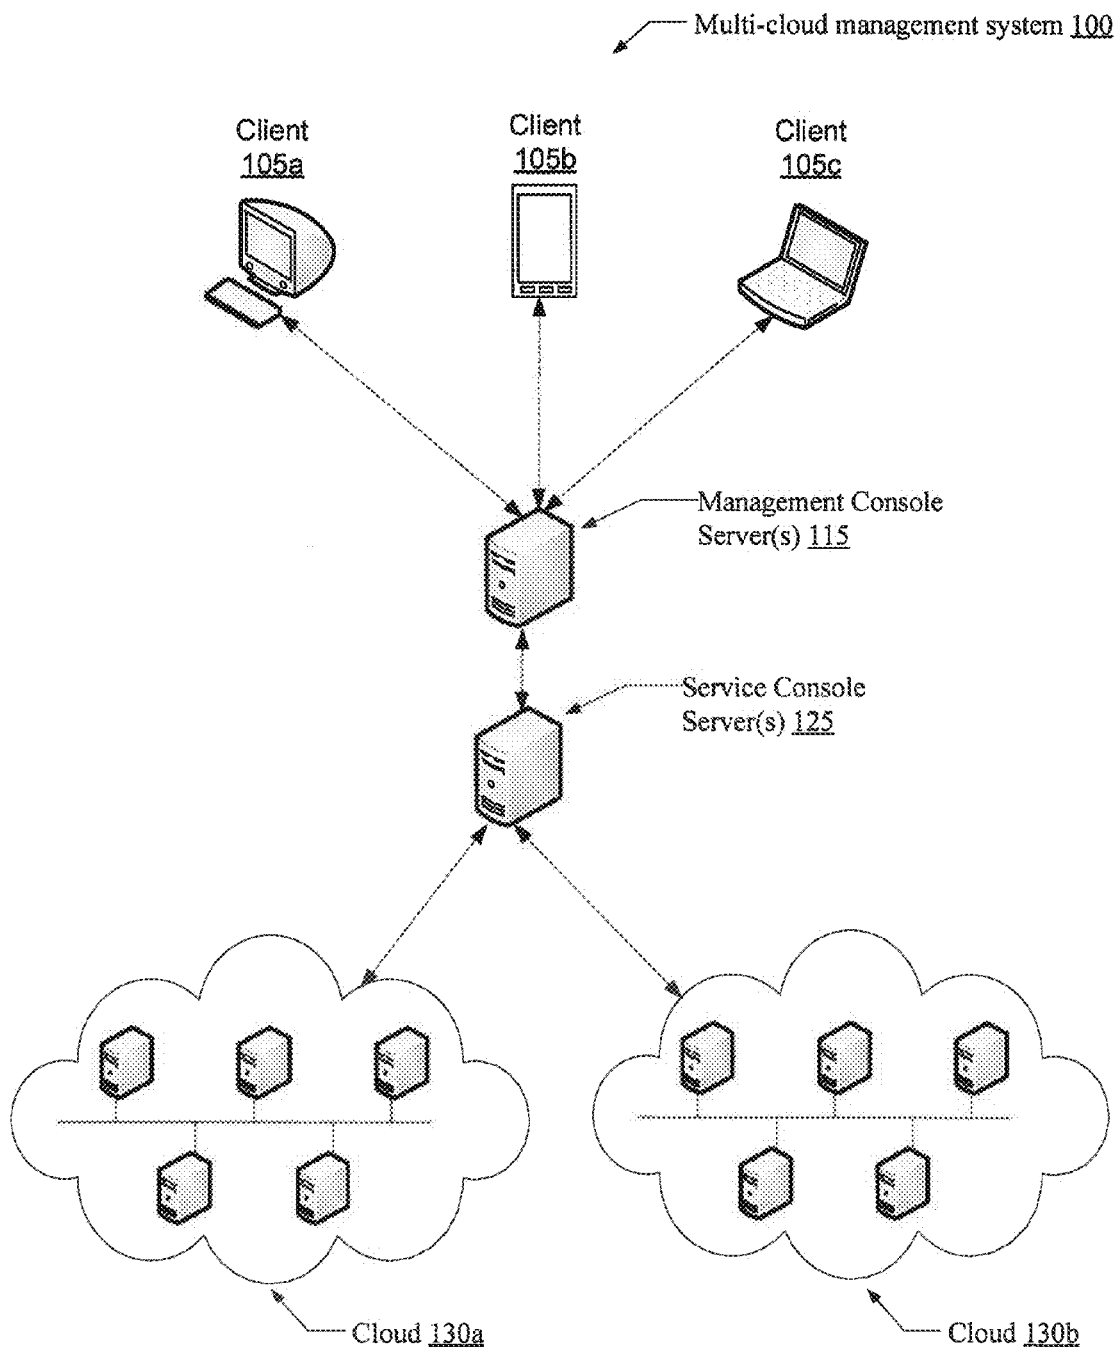 Multi-cloud management system 100
Client
105a
Client
105b
Client
105c
Management Console
Server(s) 115
Service Console
Server(s) 125
Cloud 130a
Cloud 130b